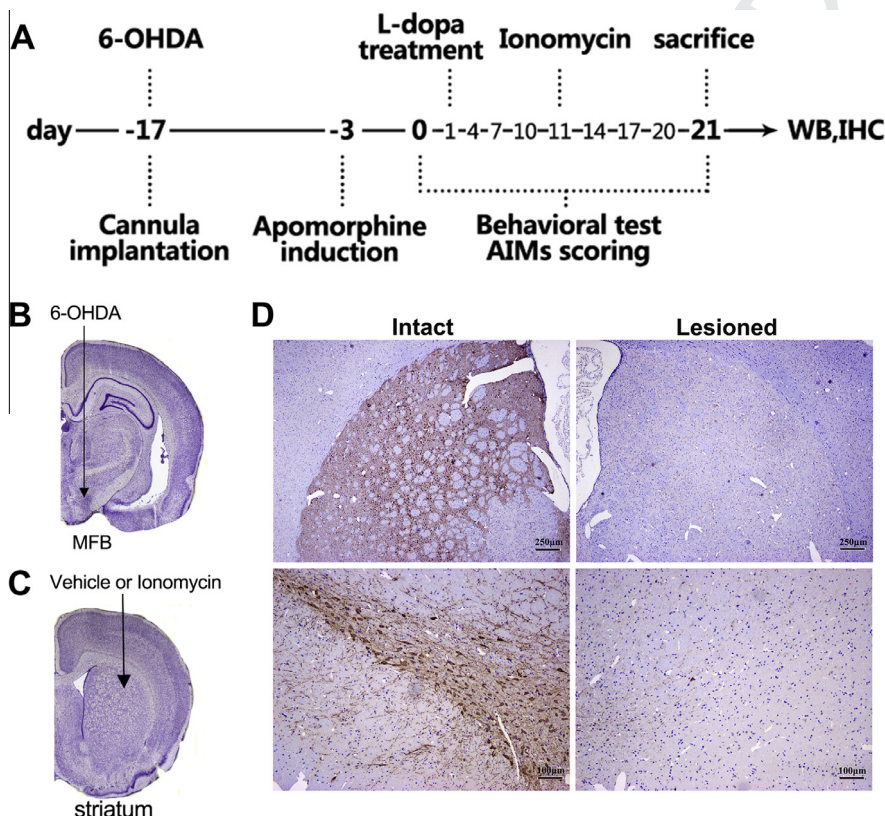 A
6-OHDA
L-dopa
treatment
Ionomycin
sacrifice
day -17 -3 0 -1-4-7-10-11-14-17-20-21 WB,IHC
Cannula
implantation
Apomorphine
induction
Behavioral test
AIMs scoring
B
6-OHDA
MFB
C
Vehicle or Ionomycin
striatum
D
Intact
Lesioned
250μm
250μm
100μm
100μm